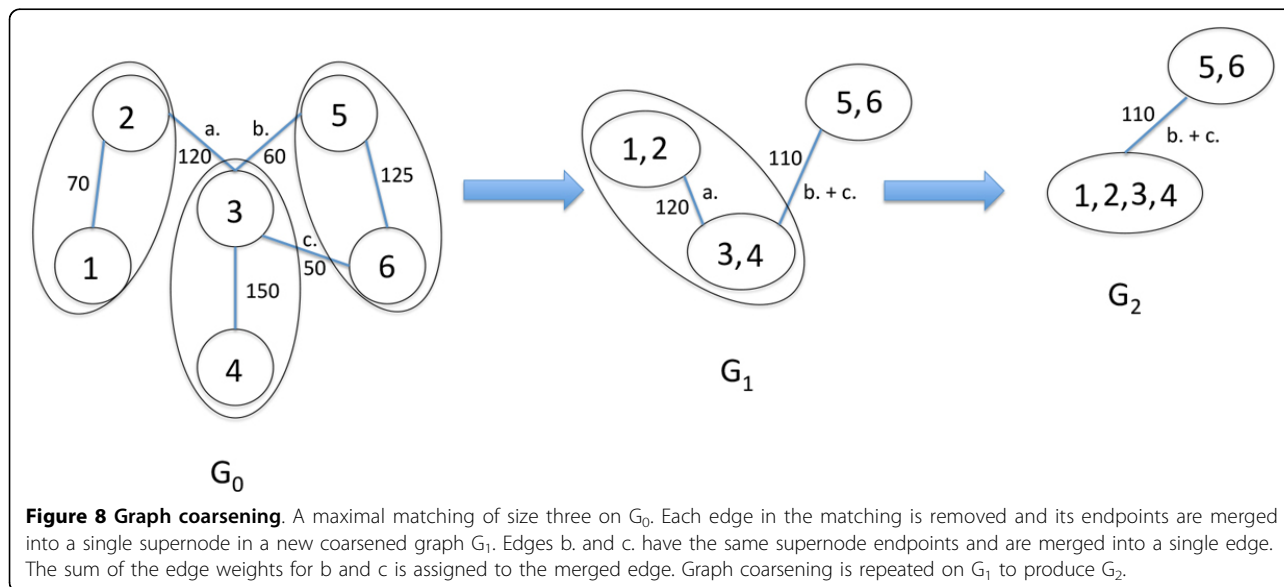 2
5
a.
b.
120
60
70
125
3
1
c.
6
50
150
4
G₀
5,6
1,2
110
a.
b. + c.
120
3,4
G₁
5,6
110
b. + c.
1,2,3,4
G₂
Figure 8 Graph coarsening. A maximal matching of size three on G₀. Each edge in the matching is removed and its endpoints are merged
into a single supernode in a new coarsened graph G₁. Edges b. and c. have the same supernode endpoints and are merged into a single edge.
The sum of the edge weights for b and c is assigned to the merged edge. Graph coarsening is repeated on G₁ to produce G₂.